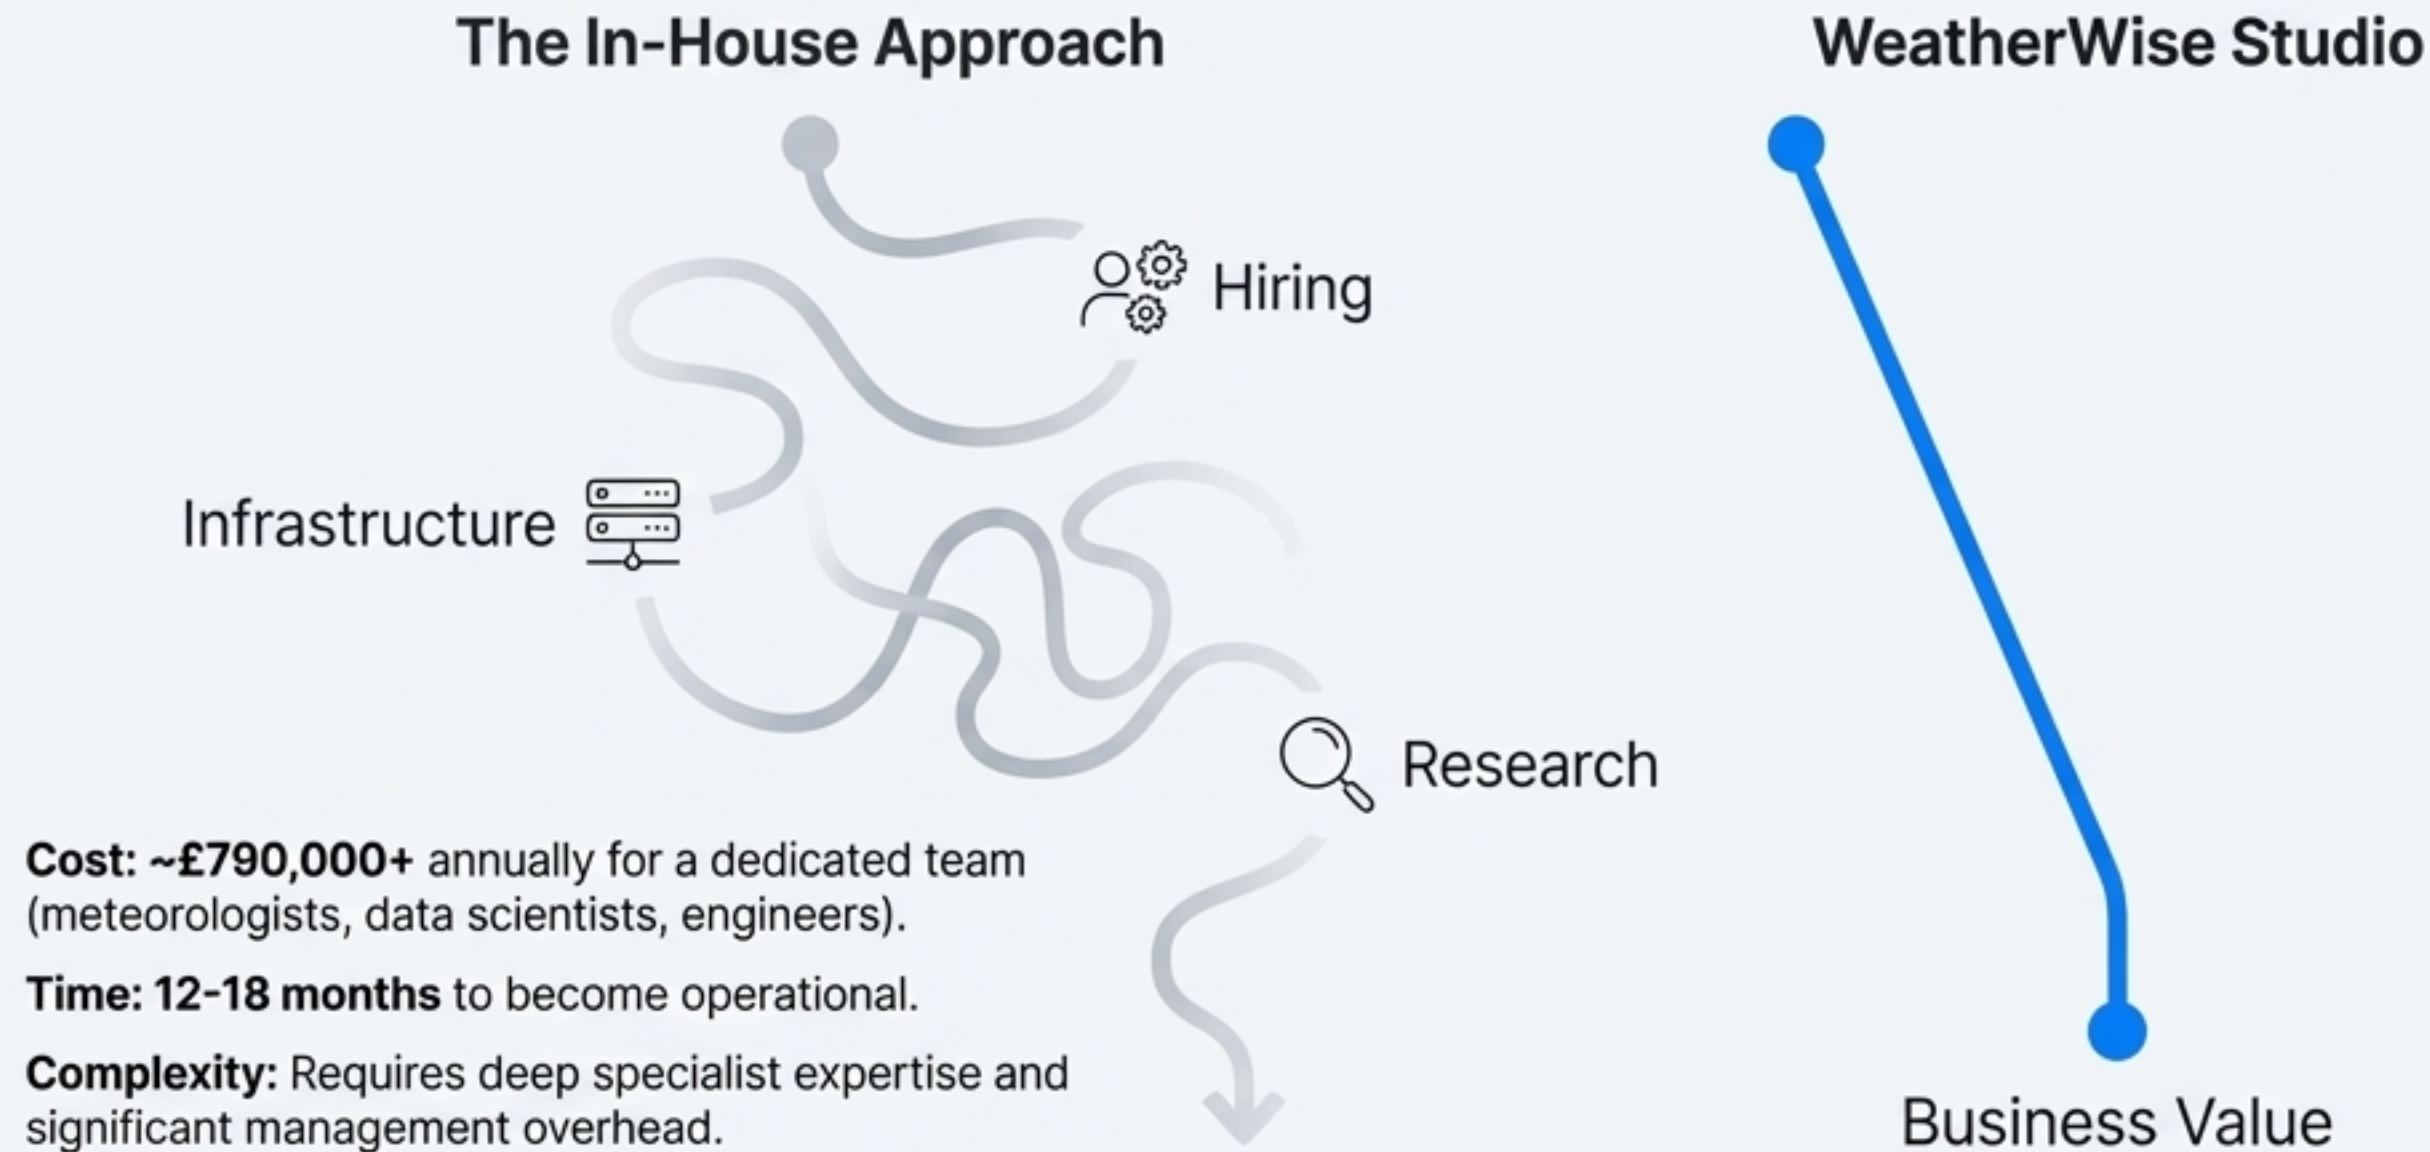 The In-House Approach
WeatherWise Studio
Hiring
Infrastructure
Research
Cost: ~£790,000+ annually for a dedicated team
(meteorologists, data scientists, engineers).
Time: 12-18 months to become operational.
Complexity: Requires deep specialist expertise and
significant management overhead.
Business Value